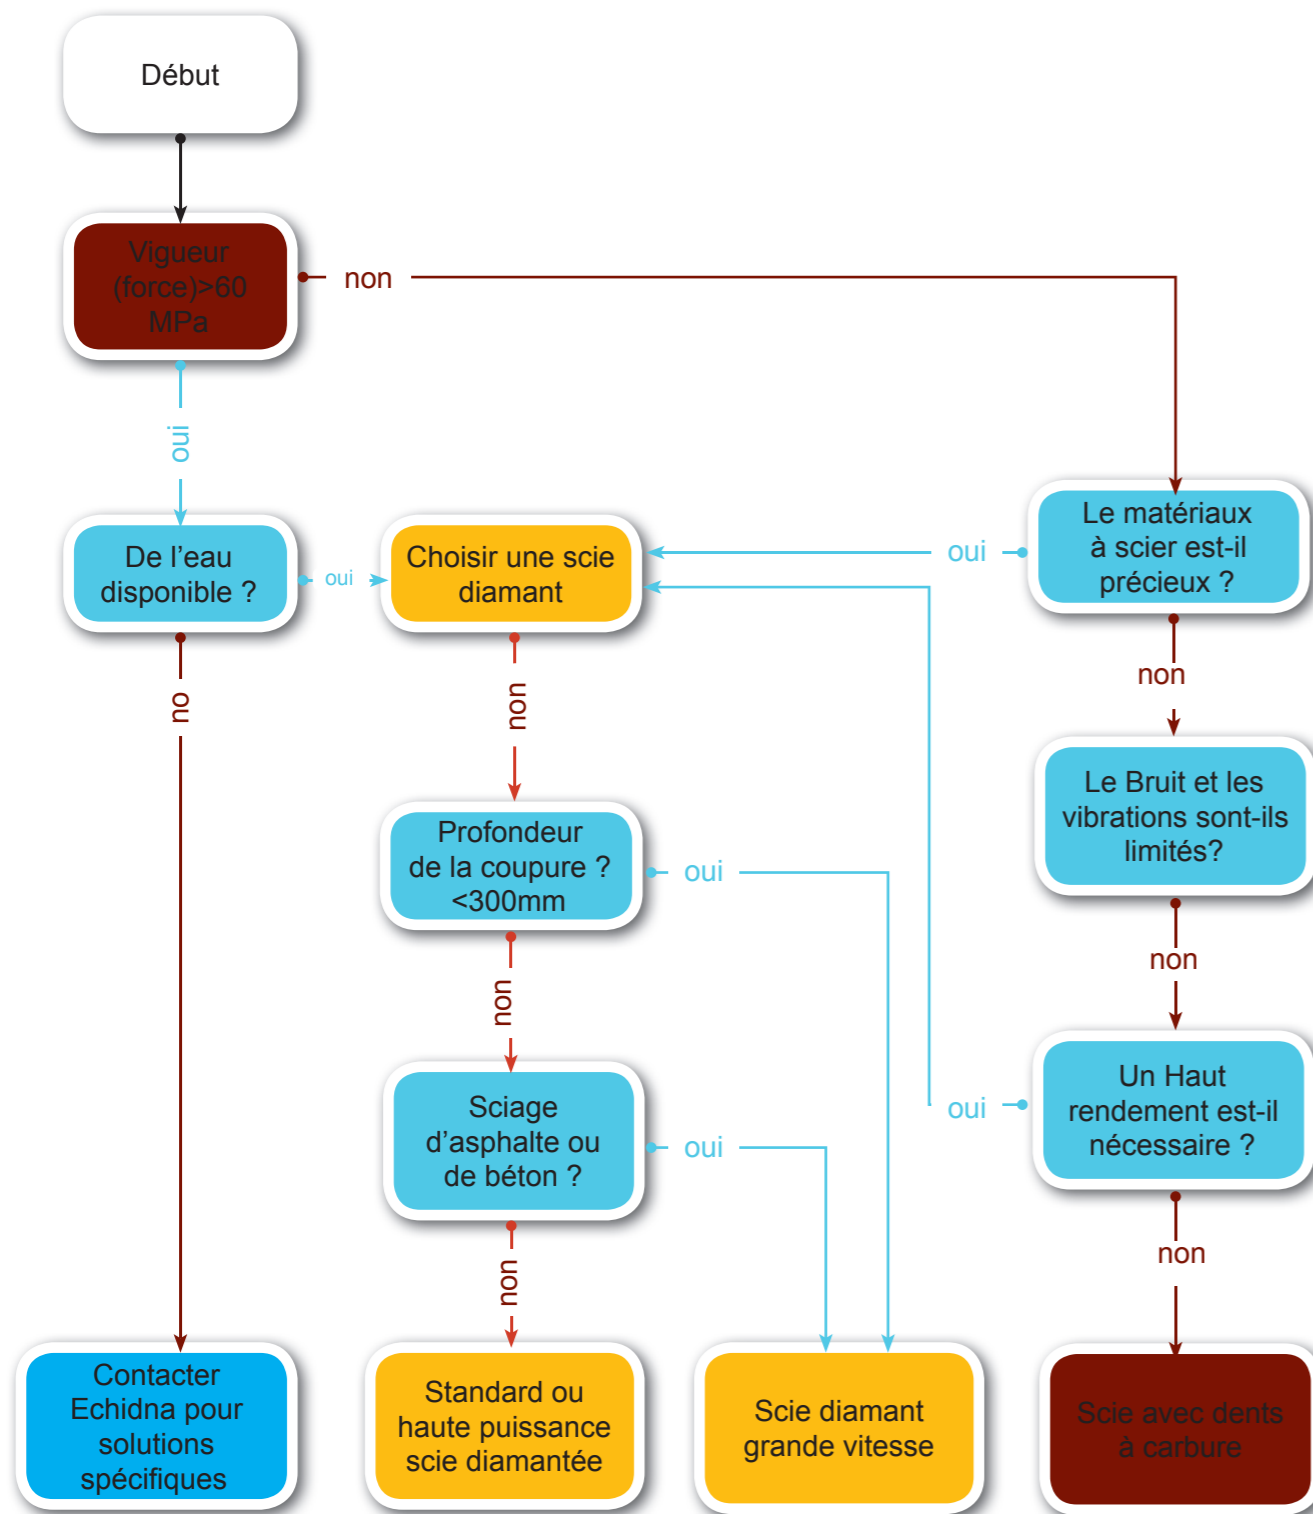 Début
Vigueur
(force)>60
MPa
non
oui
De l'eau
disponible ?
oui
Choisir une scie
diamant
oui
Le matériaux
à scier est-il
précieux ?
no
non
non
Le Bruit et les
vibrations sont-ils
limités?
Profondeur
de la coupure ?
<300mm
oui
non
non
Un Haut
rendement est-il
nécessaire ?
oui
Sciage
d'asphalte ou
de béton ?
oui
non
non
Contacter
Echidna pour
solutions
spécifiques
Standard ou
haute puissance
scie diamantée
Scie diamant
grande vitesse
Scie avec dents
à carbure